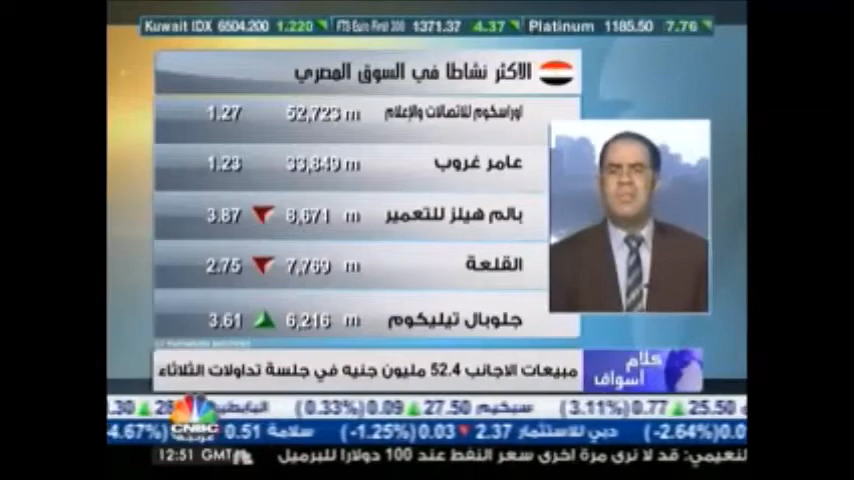 Kuwait IDX 6504.200 1.220 FTS Euro First 300 1371.37 4.37 Platinum 1185.50 7.76
الاكثر نشاطا في السوق المصري
اوراسكوم للاتصالات والإعلام 52,723 m 1.27
عامر غروب 33,849 m 1.23
بالم هيلز للتعمير 8,671 m 3.87
القلعة 7,769 m 2.75
جلوبال تيليكوم 6,216 m 3.61
كلام اسواق
مبيعات الاجانب 52.4 مليون جنيه في جلسة تداولات الثلاثاء
25.50 0.77 (3.11%) سبكيم 27.50 0.09 (0.33%)
(-2.64%) دبي للاستثمار 2.37 0.03 (-1.25%) سلامة 0.51
CNBC عربية
لنعيمي: قد لا نرى مرة اخرى سعر النفط عند 100 دولارا للبرميل
12:51 GMT